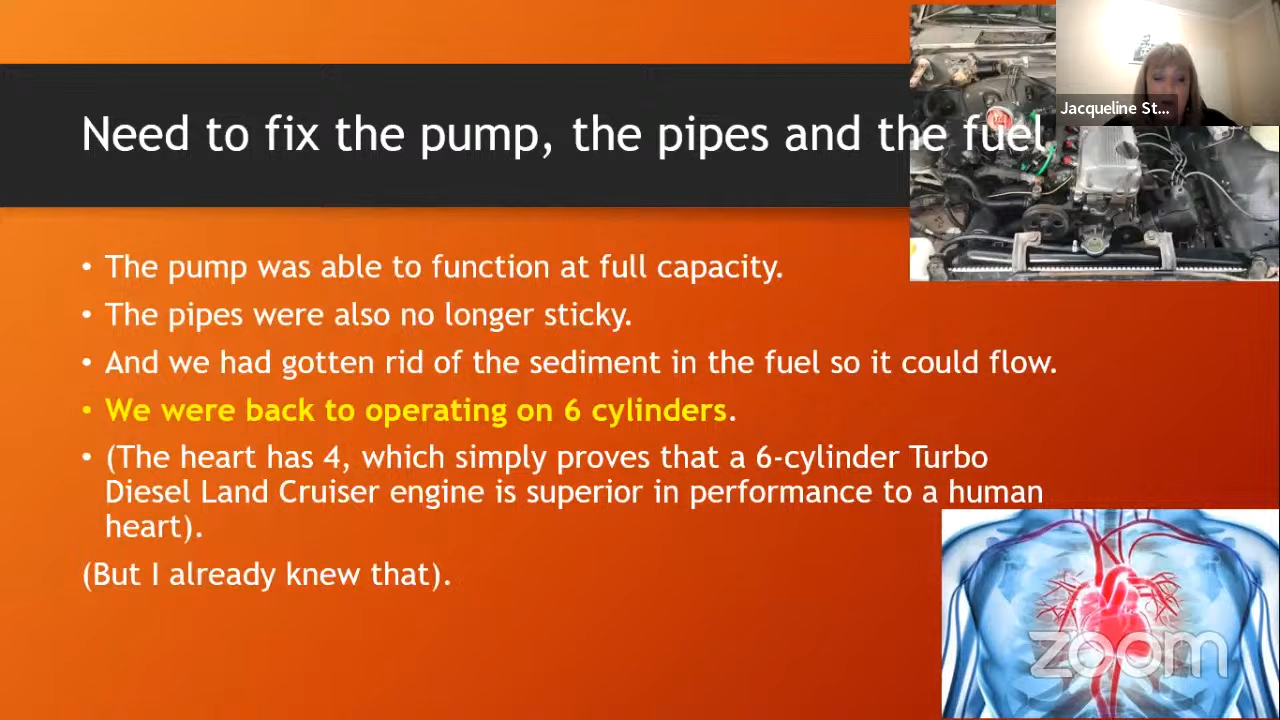 Jacqueline St...
Need to fix the pump, the pipes and the fuel
• The pump was able to function at full capacity.
• The pipes were also no longer sticky.
• And we had gotten rid of the sediment in the fuel so it could flow.
• We were back to operating on 6 cylinders.
• (The heart has 4, which simply proves that a 6-cylinder Turbo
Diesel Land Cruiser engine is superior in performance to a human
heart).
(But I already knew that).
zoom